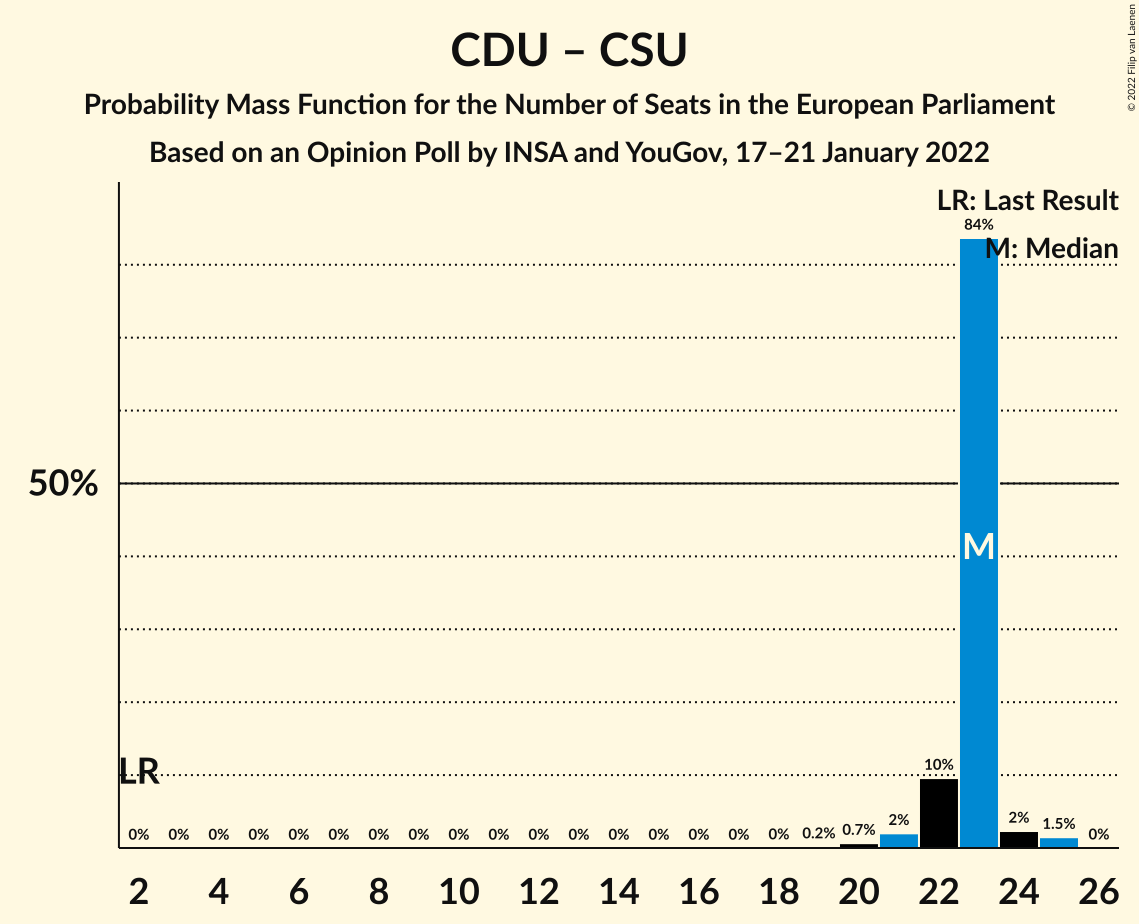 CDU – CSU
Probability Mass Function for the Number of Seats in the European Parliament
Based on an Opinion Poll by INSA and YouGov, 17–21 January 2022
© 2022 Filip van Laenen
LR: Last Result
84%
M: Median
50%
M
LR
10%
0% 0% 0% 0% 0% 0% 0% 0% 0% 0% 0% 0% 0% 0% 0% 0% 0% 0.2% 0.7% 2% 2% 1.5% 0%
2 4 6 8 10 12 14 16 18 20 22 24 26